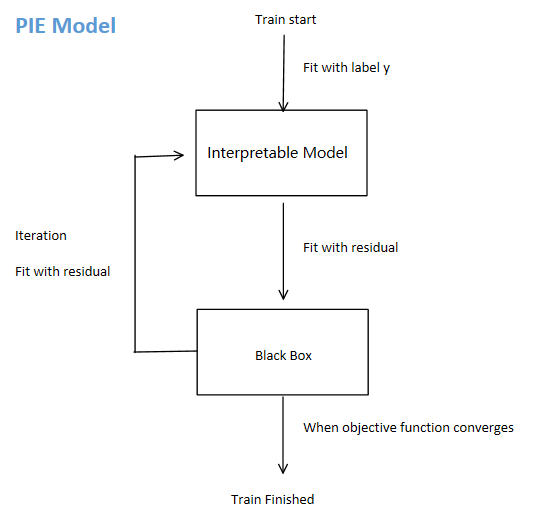 PIE Model
Train start
Fit with label y
Interpretable Model
Iteration
Fit with residual
Fit with residual
Black Box
When objective function converges
Train Finished